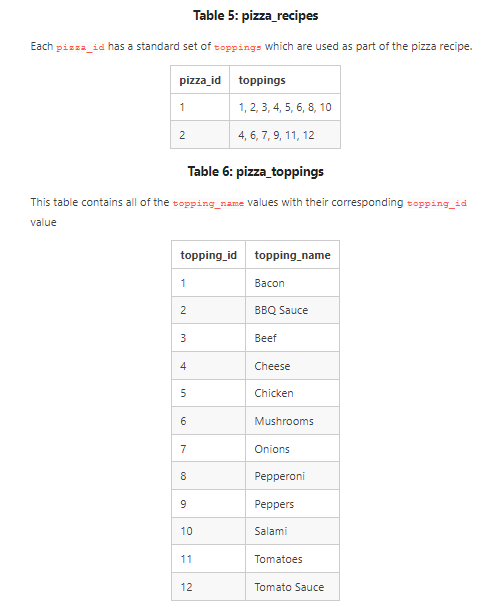 Table 5: pizza_recipes
Each pizza_id has a standard set of toppings which are used as part of the pizza recipe.
pizza_id toppings
1 1, 2, 3, 4, 5, 6, 8, 10
2 4, 6, 7, 9, 11, 12
Table 6: pizza_toppings
This table contains all of the topping_name values with their corresponding topping_id
value
topping_id topping_name
1 Bacon
2 BBQ Sauce
3 Beef
4 Cheese
5 Chicken
6 Mushrooms
7 Onions
8 Pepperoni
9 Peppers
10 Salami
11 Tomatoes
12 Tomato Sauce